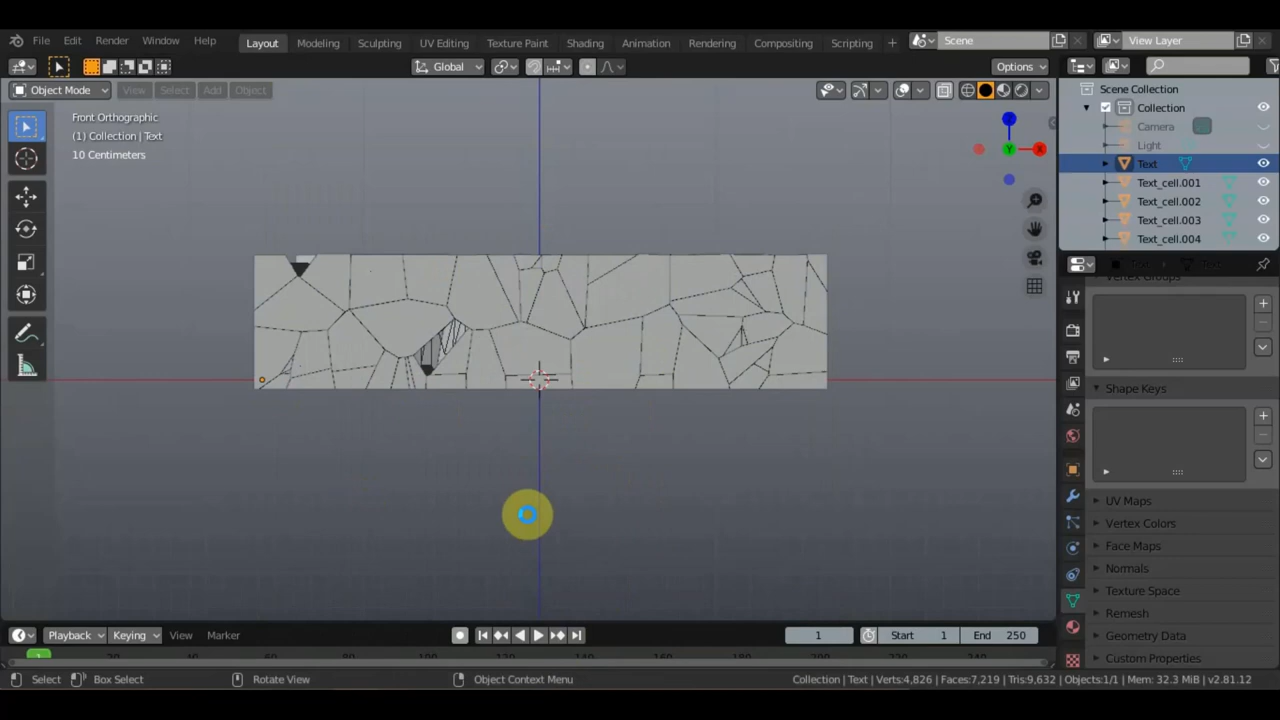 File Edit Render Window Help Layout Modeling Sculpting UV Editing Texture Paint Shading Animation Rendering Compositing Scripting Scene View Layer
Global Options
Object Mode View Select Add Object
Scene Collection
Front Orthographic
Collection
(1) Collection | Text
Camera
10 Centimeters
Light
Text
Text_cell.001
Text_cell.002
Text_cell.003
Text_cell.004
Z
Y
X
Shape Keys
UV Maps
Vertex Colors
Face Maps
Normals
Texture Space
Remesh
Playback Keying View Marker 1 Start 1 End 250
Geometry Data
1
Custom Properties
Select Box Select Rotate View Object Context Menu Collection | Text | Verts:4,826 | Faces:7,219 | Tris:9,632 | Objects:1/1 | Mem: 32.3 MiB | v2.81.12